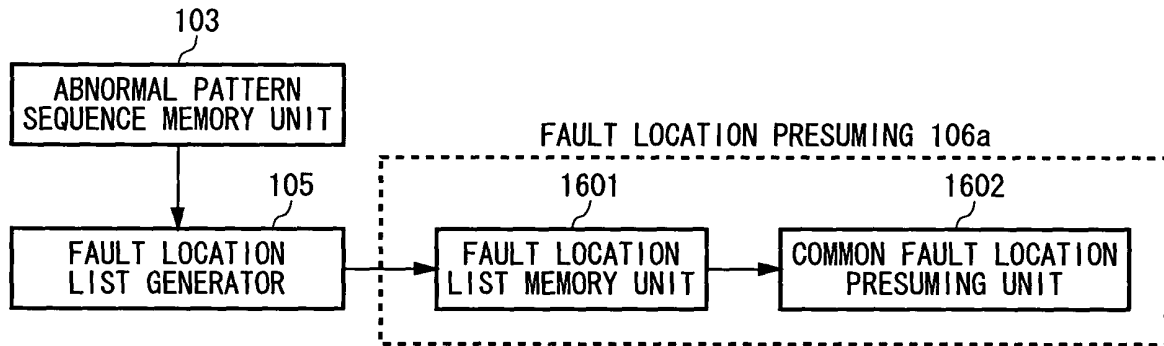 103
ABNORMAL PATTERN
SEQUENCE MEMORY UNIT
FAULT LOCATION PRESUMING 106a
105
1601
1602
FAULT LOCATION
LIST GENERATOR
FAULT LOCATION
LIST MEMORY UNIT
COMMON FAULT LOCATION
PRESUMING UNIT